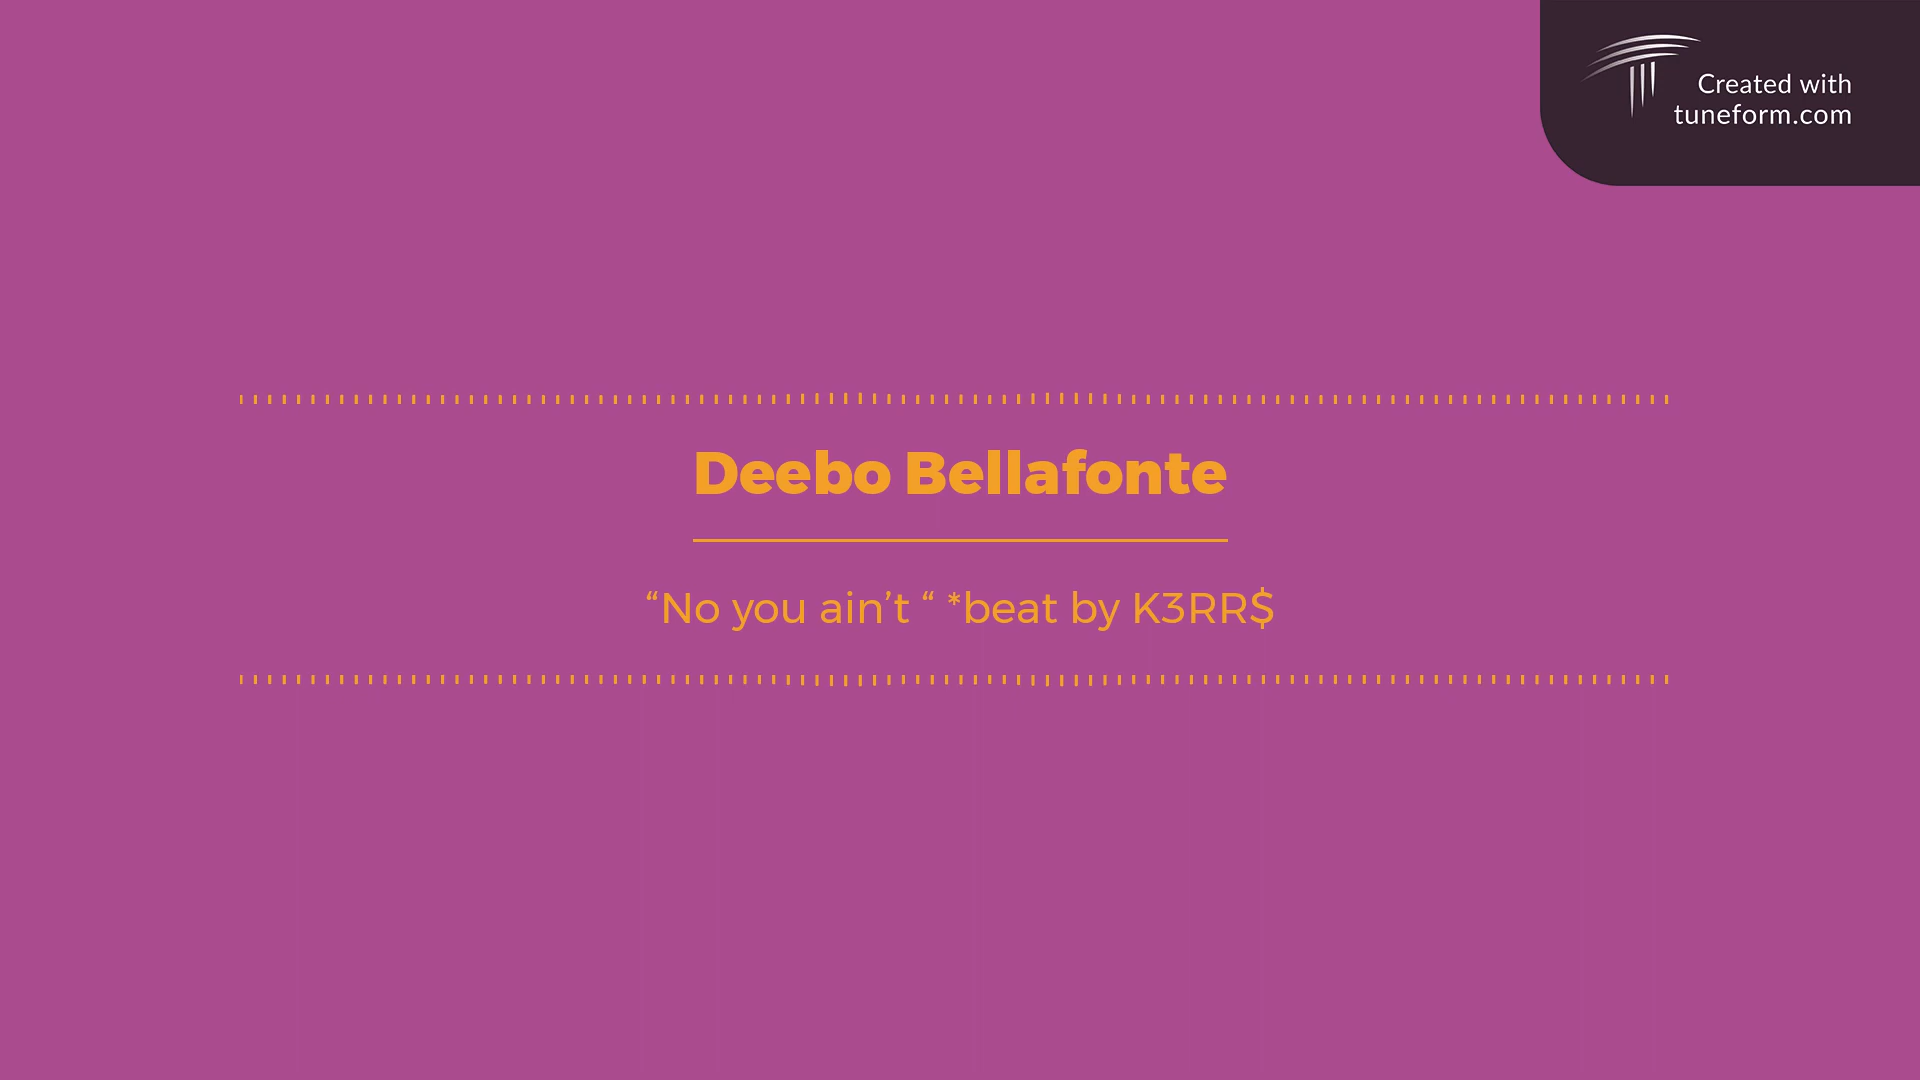 Created with
tuneform.com
Deebo Bellafonte
“No you ain’t “ *beat by K3RR$